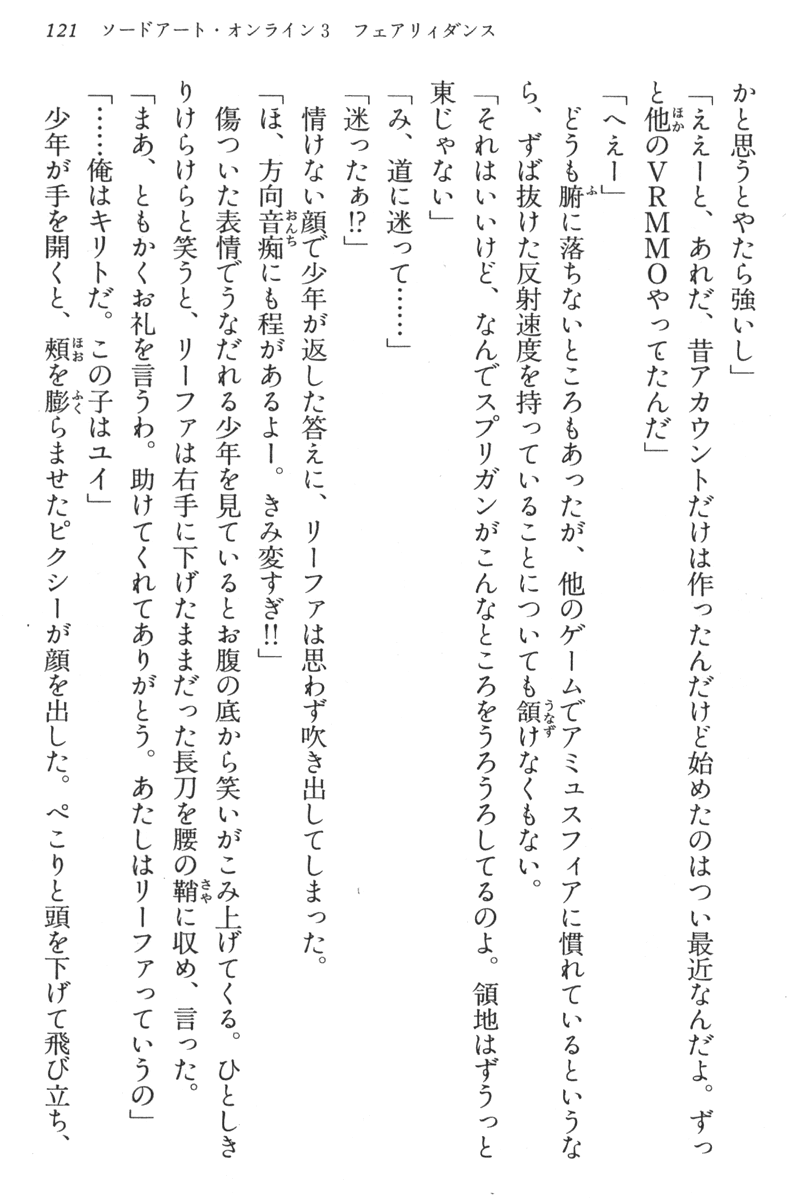 121　ソードアート・オンライン3　フェアリィダンス
かと思うとやたら強いし」
「ええーと、あれだ、昔アカウントだけは作ったんだけど始めたのはつい最近なんだよ。ずっ
と他のVRMMOやってたんだ」
「へえー」
　どうも腑に落ちないところもあったが、他のゲームでアミュスフィアに慣れているというな
ら、ずば抜けた反射速度を持っていることについても頷けなくもない。
「それはいいけど、なんでスプリガンがこんなところをうろうろしてるのよ。領地はずうっと
東じゃない」
「み、道に迷って……」
「迷ったぁ!?」
　情けない顔で少年が返した答えに、リーファは思わず吹き出してしまった。
「ほ、方向音痴にも程があるよー。きみ変すぎ!!」
　傷ついた表情でうなだれる少年を見ているとお腹の底から笑いがこみ上げてくる。ひとしき
りけらけらと笑うと、リーファは右手に下げたままだった長刀を腰の鞘に収め、言った。
「まあ、ともかくお礼を言うわ。助けてくれてありがとう。あたしはリーファっていうの」
「……俺はキリトだ。この子はユイ」
　少年が手を開くと、頬を膨らませたピクシーが顔を出した。ぺこりと頭を下げて飛び立ち、